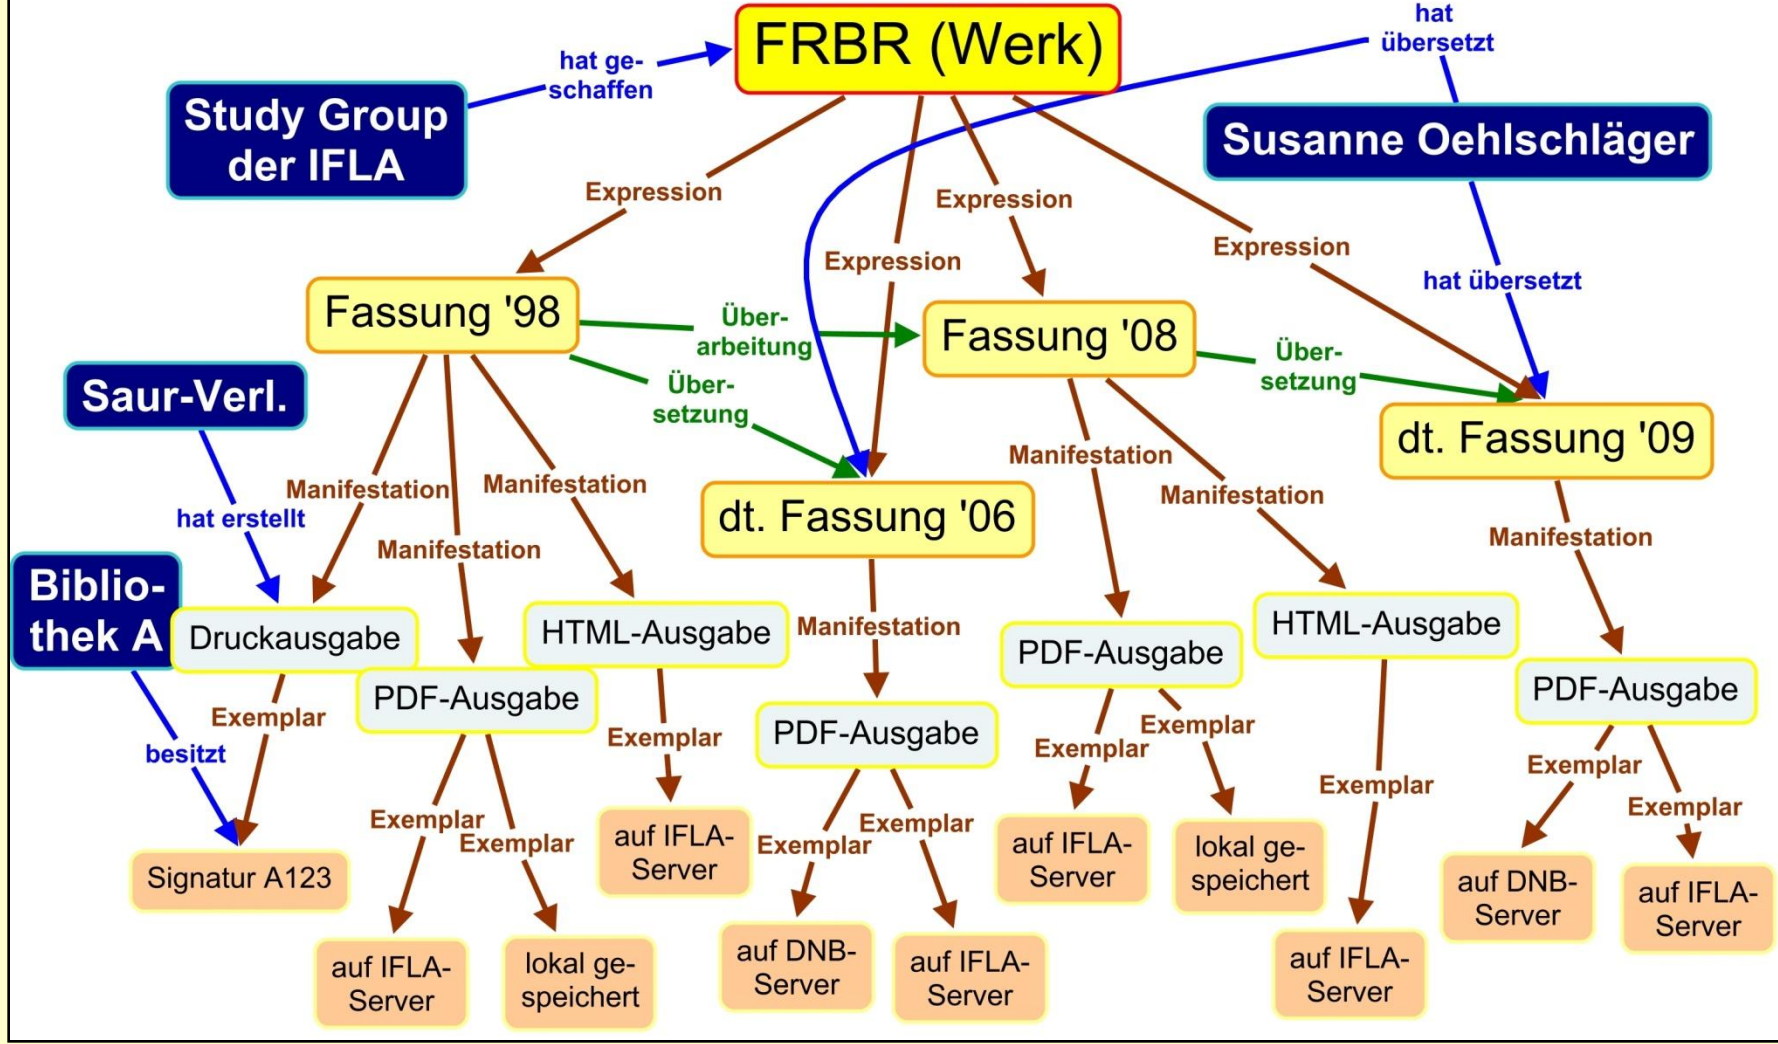 FRBR (Werk)
hat
übersetzt
hat ge-
schaffen
Study Group
der IFLA
Susanne Oehlschläger
Expression
Expression
Expression
Expression
hat übersetzt
Fassung '98
Über-
arbeitung
Fassung '08
Über-
setzung
Über-
setzung
Saur-Verl.
dt. Fassung '09
Manifestation
Manifestation
Manifestation
Manifestation
Manifestation
hat erstellt
dt. Fassung '06
Manifestation
Biblio-
thek A
Druckausgabe
HTML-Ausgabe
Manifestation
PDF-Ausgabe
HTML-Ausgabe
PDF-Ausgabe
PDF-Ausgabe
PDF-Ausgabe
Exemplar
besitzt
Exemplar
Exemplar
Exemplar
Exemplar
Exemplar
Exemplar
Exemplar
Exemplar
Exemplar
Exemplar
Exemplar
Signatur A123
auf IFLA-
Server
auf IFLA-
Server
lokal ge-
speichert
auf DNB-
Server
auf IFLA-
Server
auf IFLA-
Server
lokal ge-
speichert
auf DNB-
Server
auf IFLA-
Server
auf IFLA-
Server